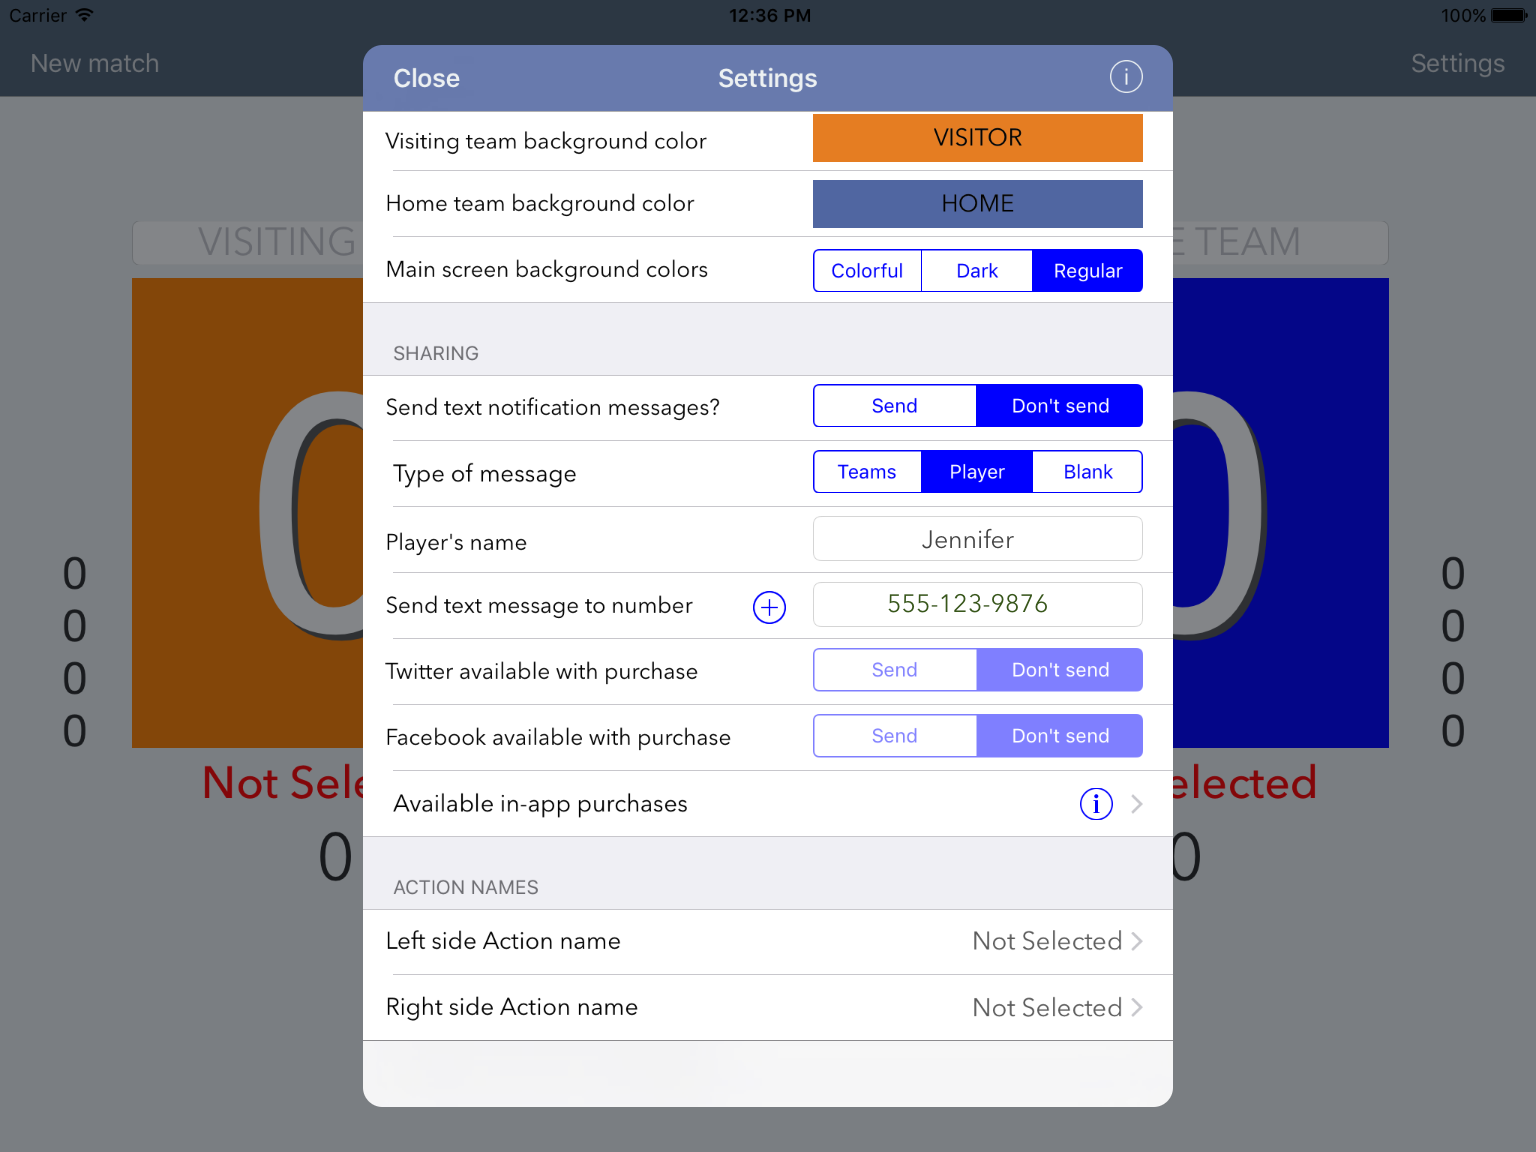 Carrier 12:36 PM 100%
New match Close Settings Settings
Visiting team background color VISITOR
Home team background color HOME
VISITING E TEAM
Main screen background colors Colorful Dark Regular
SHARING
Send text notification messages? Send Don't send
Type of message Teams Player Blank
Player's name Jennifer
0 0
Send text message to number 555-123-9876
0 0
Twitter available with purchase Send Don't send
0 0
Facebook available with purchase Send Don't send
0 0
Not Sele elected
Available in-app purchases
0 0
ACTION NAMES
Left side Action name Not Selected
Right side Action name Not Selected